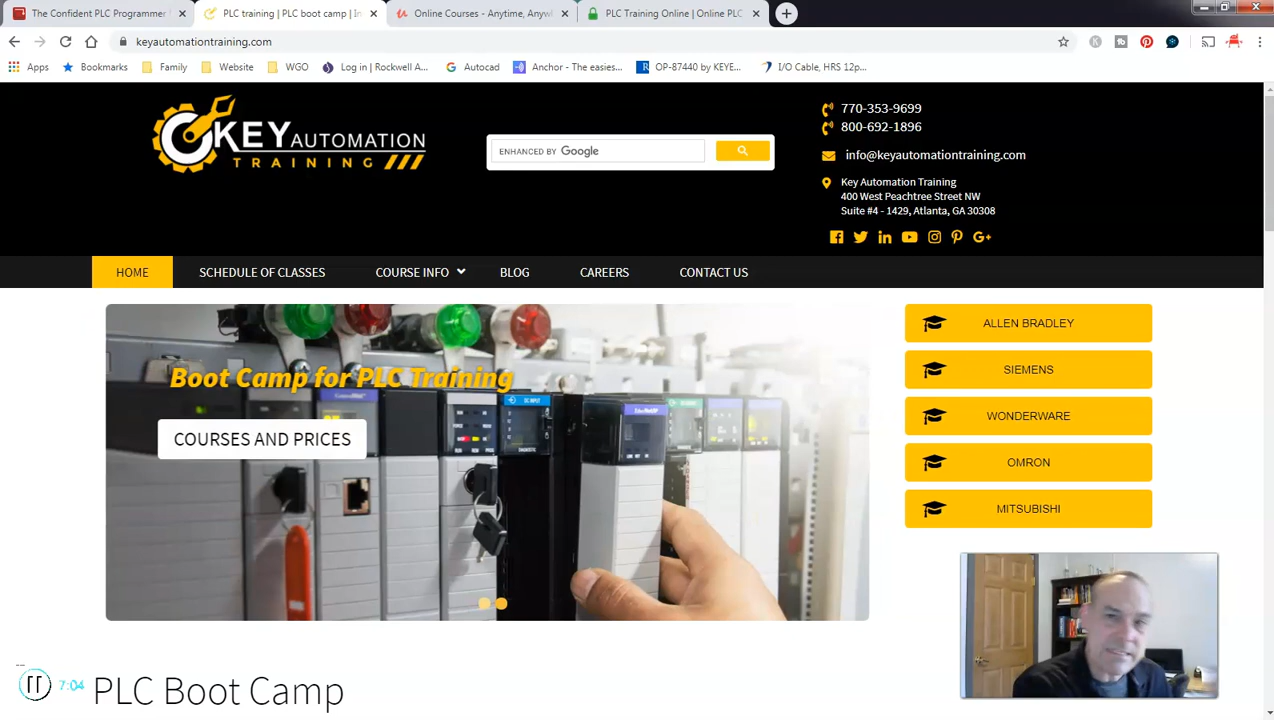 The Confident PLC Programmer
PLC training | PLC boot camp | In
Online Courses - Anytime, Anywh
PLC Training Online | Online PLC
keyautomationtraining.com
Apps
Bookmarks
Family
Website
WGO
Log in | Rockwell A...
Autocad
Anchor - The easies...
OP-87440 by KEYE...
I/O Cable, HRS 12p...
KEY AUTOMATION
TRAINING
ENHANCED BY Google
770-353-9699
800-692-1896
info@keyautomationtraining.com
Key Automation Training
400 West Peachtree Street NW
Suite #4 - 1429, Atlanta, GA 30308
HOME
SCHEDULE OF CLASSES
COURSE INFO
BLOG
CAREERS
CONTACT US
Boot Camp for PLC Training
COURSES AND PRICES
DC INPUT
DIAGNOSTIC
ALLEN BRADLEY
SIEMENS
WONDERWARE
OMRON
MITSUBISHI
7:04
PLC Boot Camp